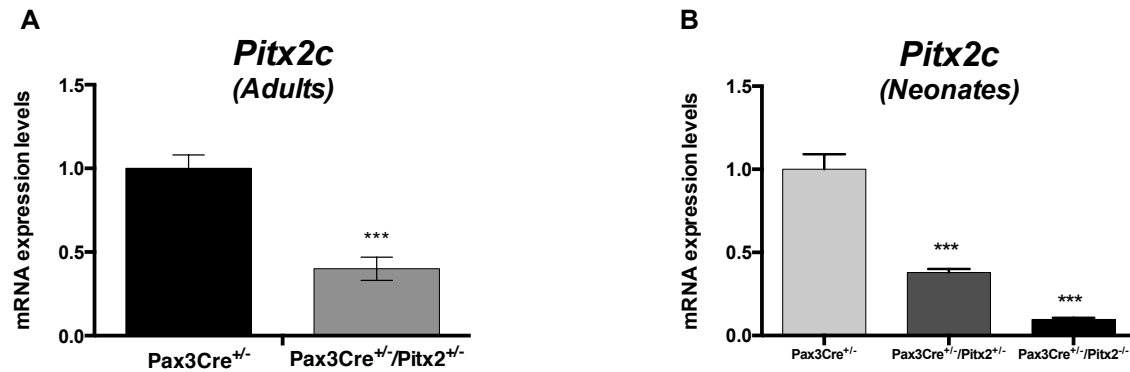 A
Pitx2c
(Adults)
mRNA expression levels
1.5
1.0
0.5
0.0
***
Pax3Cre+/-
Pax3Cre+/-/Pitx2+/-
B
Pitx2c
(Neonates)
mRNA expression levels
1.5
1.0
0.5
0.0
***
***
Pax3Cre+/-
Pax3Cre+/-/Pitx2+/-
Pax3Cre+/-/Pitx2-/-